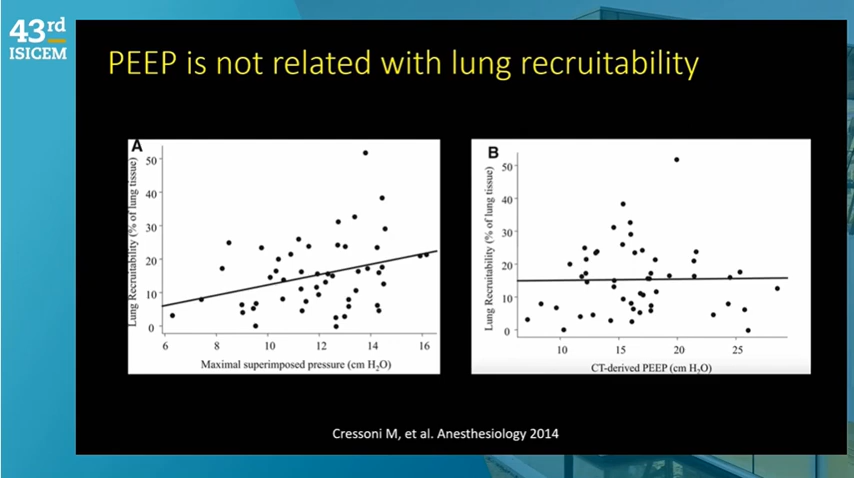 43rd
ISICEM
PEEP is not related with lung recruitability
A
Lung Recruitability (% of lung tissue)
50
40
30
20
10
0
6 8 10 12 14 16
Maximal superimposed pressure (cm H₂O)
B
Lung Recruitability (% of lung tissue)
50
40
30
20
10
0
10 15 20 25
CT-derived PEEP (cm H₂O)
Cressoni M, et al. Anesthesiology 2014